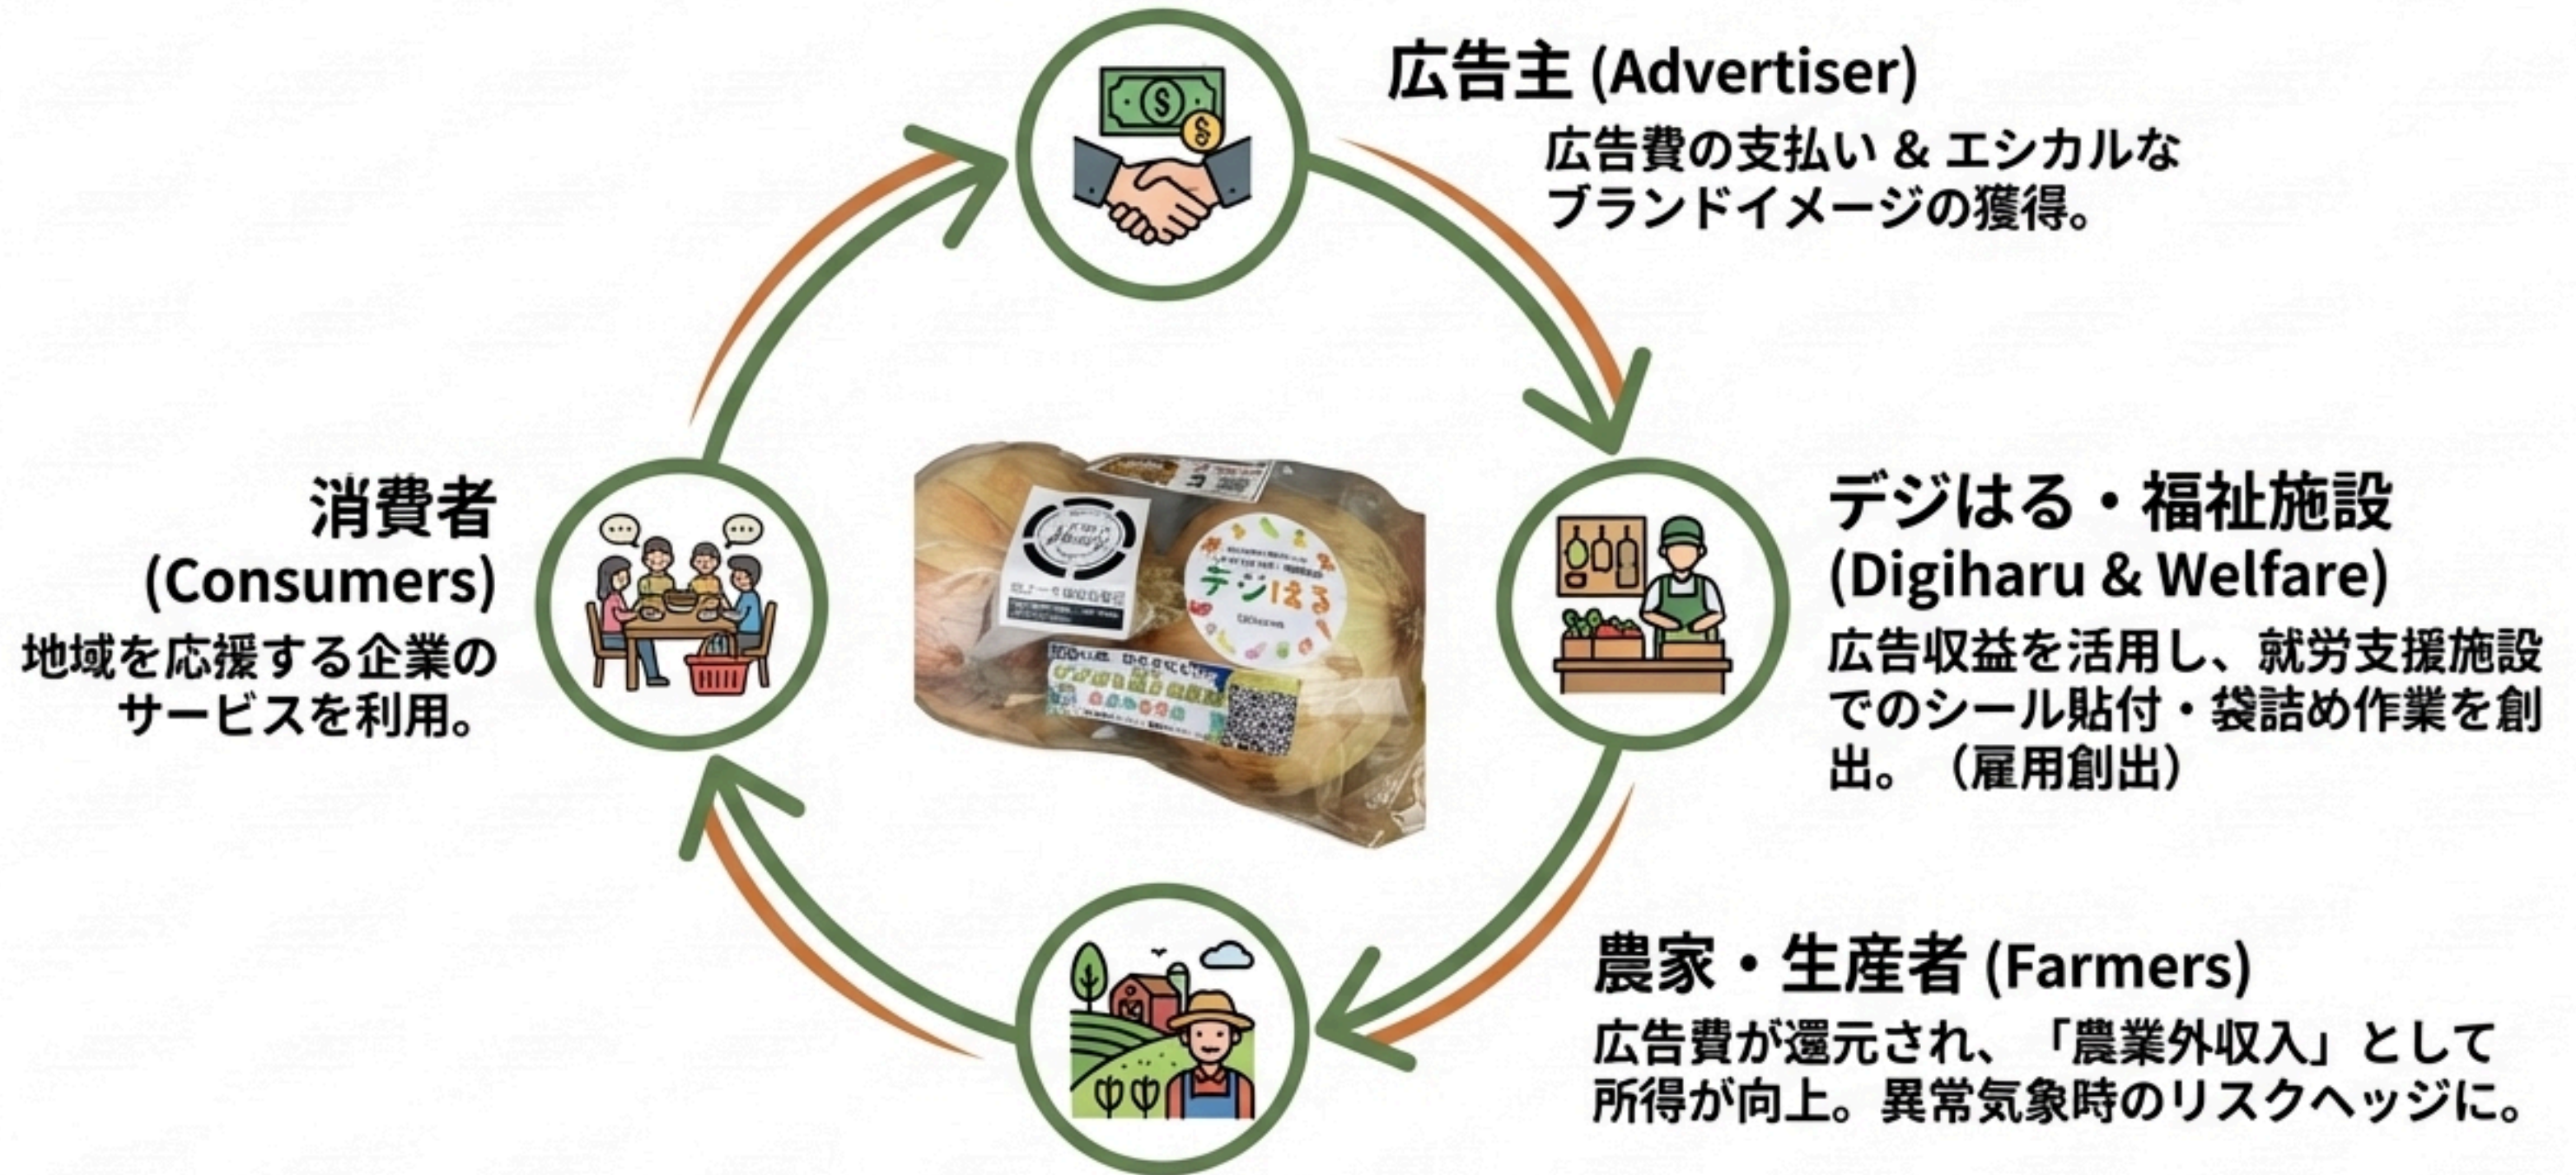 広告主 (Advertiser)
広告費の支払い & エシカルな
ブランドイメージの獲得。
デジはる・福祉施設
(Digiharu & Welfare)
広告収益を活用し、就労支援施設
でのシール貼付・袋詰め作業を創
出。（雇用創出）
農家・生産者 (Farmers)
広告費が還元され、「農業外収入」として
所得が向上。異常気象時のリスクヘッジに。
消費者
(Consumers)
地域を応援する企業の
サービスを利用。
デジはる